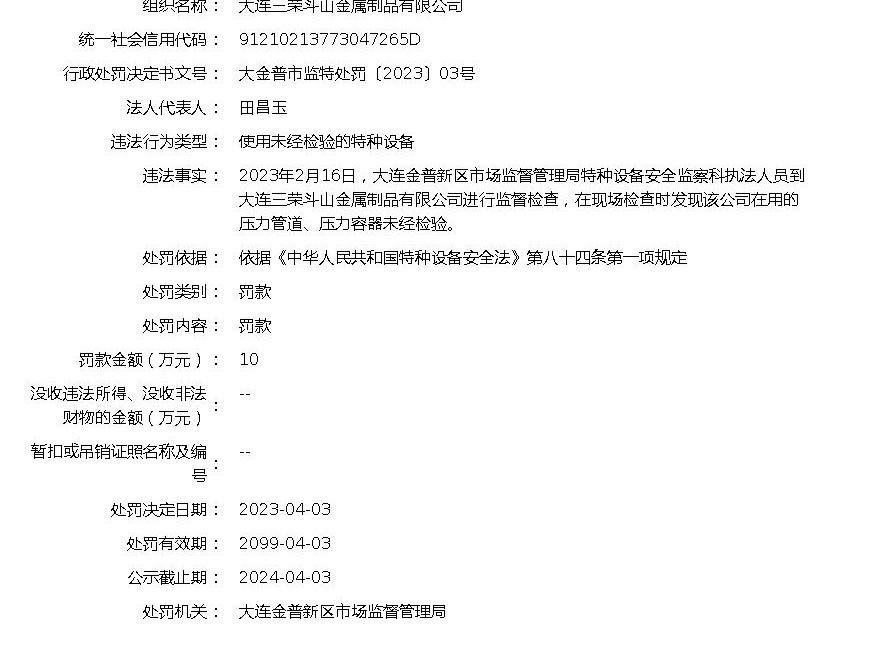 组织名称： 大连三荣斗山金属制品有限公司
统一社会信用代码： 91210213773047265D
行政处罚决定书文号： 大金普市监特处罚〔2023〕03号
法人代表人： 田昌玉
违法行为类型： 使用未经检验的特种设备
违法事实： 2023年2月16日，大连金普新区市场监督管理局特种设备安全监察科执法人员到
大连三荣斗山金属制品有限公司进行监督检查，在现场检查时发现该公司在用的
压力管道、压力容器未经检验。
处罚依据： 依据《中华人民共和国特种设备安全法》第八十四条第一项规定
处罚类别： 罚款
处罚内容： 罚款
罚款金额（万元）： 10
没收违法所得、没收非法
财物的金额（万元）： --
暂扣或吊销证照名称及编
号： --
处罚决定日期： 2023-04-03
处罚有效期： 2099-04-03
公示截止期： 2024-04-03
处罚机关： 大连金普新区市场监督管理局